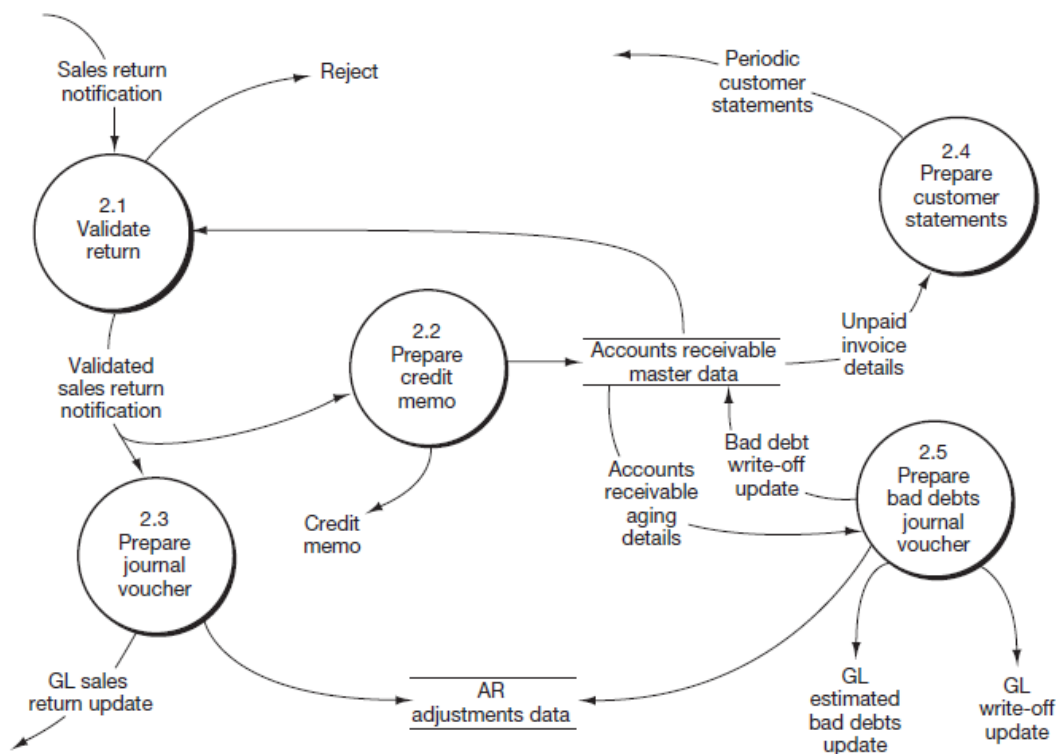 Sales return
notification
Reject
Periodic
customer
statements
2.1
Validate
return
2.4
Prepare
customer
statements
2.2
Prepare
credit
memo
Accounts receivable
master data
Unpaid
invoice
details
Validated
sales return
notification
Bad debt
write-off
update
Accounts
receivable
aging
details
2.5
Prepare
bad debts
journal
voucher
2.3
Prepare
journal
voucher
Credit
memo
GL sales
return update
AR
adjustments data
GL
estimated
bad debts
update
GL
write-off
update